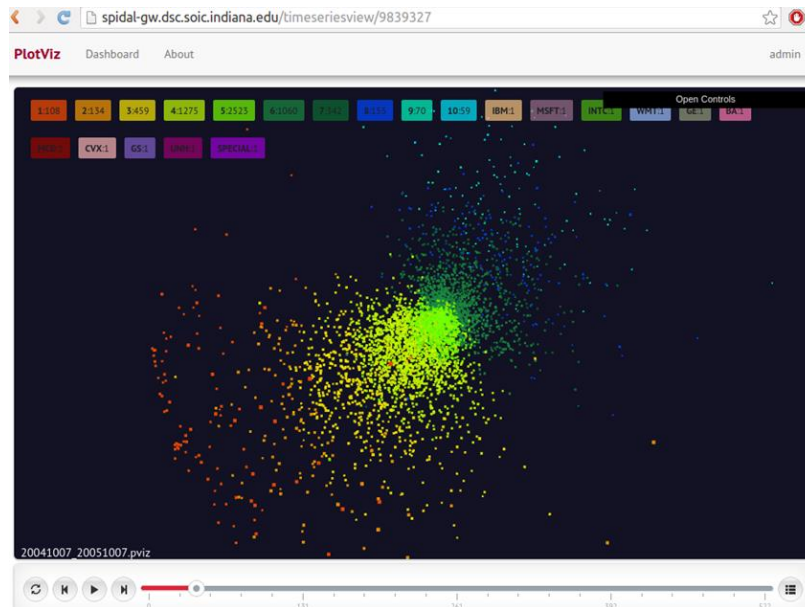 spidal-gw.dsc.soic.indiana.edu/timeseriesview/9839327
PlotViz Dashboard About admin
Open Controls
1:108 2:134 3:459 4:1275 5:2523 6:1060 7:342 8:155 9:70 10:59 IBM:1 MSFT:1 INTC:1 WMT:1 GE:1 BA:1
CVX:1 GS:1 UNH:1 SPECIAL:1
20041007_20051007.pviz
0